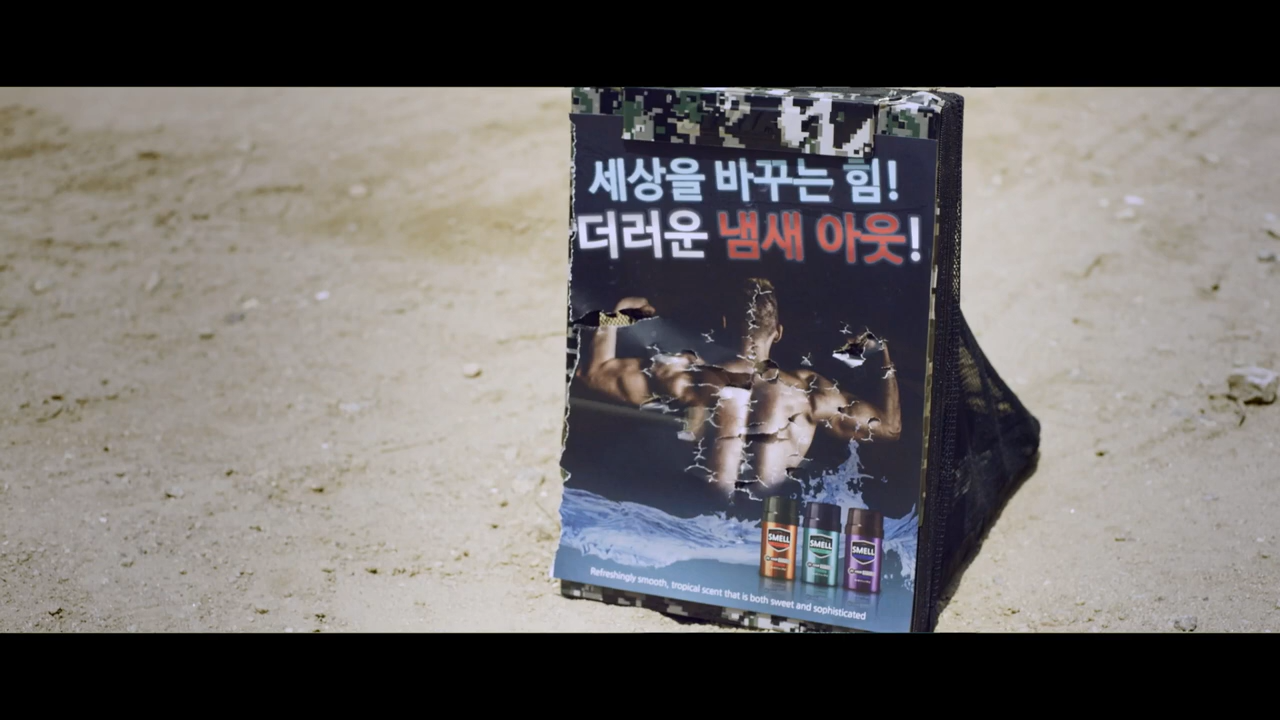 세상을 바꾸는 힘!
더러운 냄새 아웃!
SMELL
SMELL
SMELL
Refreshingly smooth, tropical scent that is both sweet and sophisticated